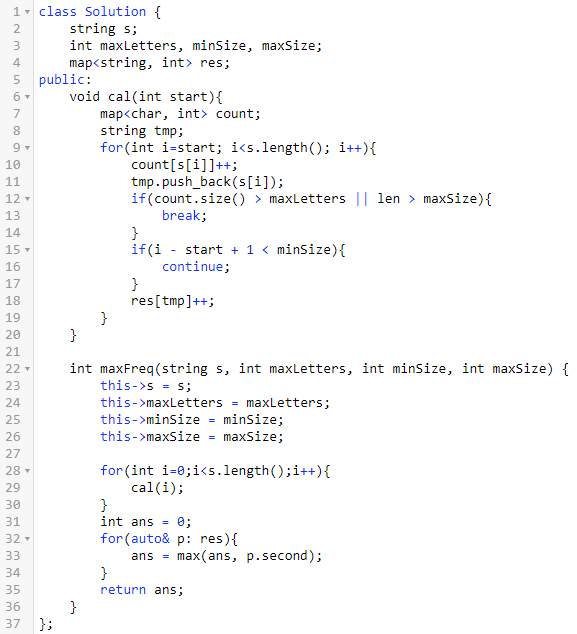 1 class Solution {
2     string s;
3     int maxLetters, minSize, maxSize;
4     map<string, int> res;
5 public:
6     void cal(int start){
7         map<char, int> count;
8         string tmp;
9         for(int i=start; i<s.length(); i++){
10             count[s[i]]++;
11             tmp.push_back(s[i]);
12             if(count.size() > maxLetters || len > maxSize){
13                 break;
14             }
15             if(i - start + 1 < minSize){
16                 continue;
17             }
18             res[tmp]++;
19         }
20     }
21
22     int maxFreq(string s, int maxLetters, int minSize, int maxSize) {
23         this->s = s;
24         this->maxLetters = maxLetters;
25         this->minSize = minSize;
26         this->maxSize = maxSize;
27
28         for(int i=0;i<s.length();i++){
29             cal(i);
30         }
31         int ans = 0;
32         for(auto& p: res){
33             ans = max(ans, p.second);
34         }
35         return ans;
36     }
37 };